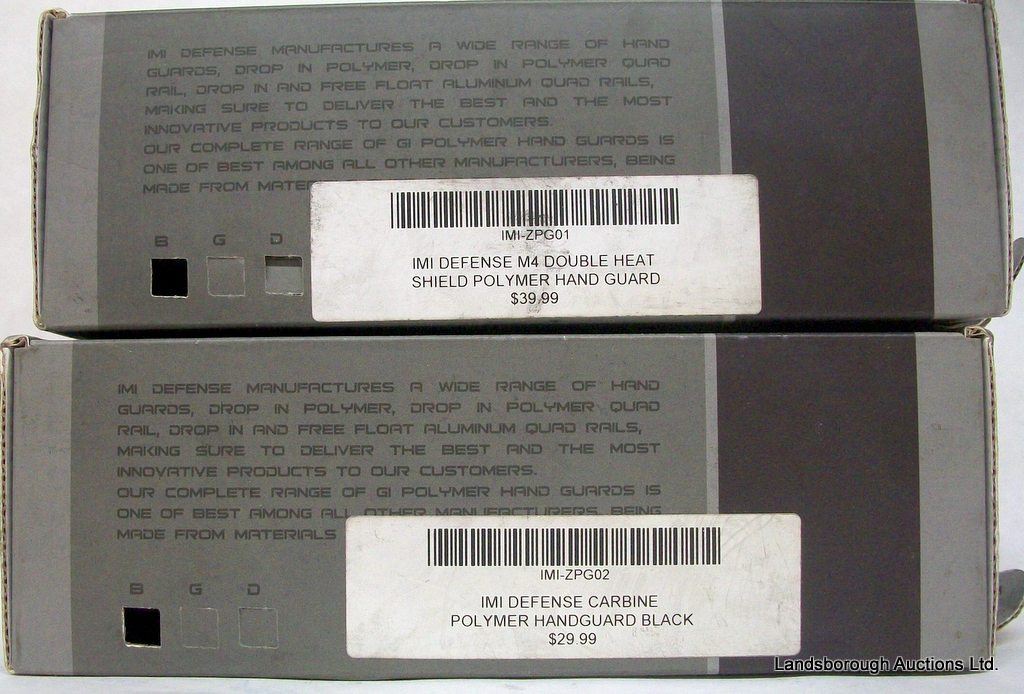 IMI DEFENSE MANUFACTURES A WIDE RANGE OF HAND
GUARDS, DROP IN POLYMER, DROP IN POLYMER QUAD
RAIL, DROP IN AND FREE FLOAT ALUMINUM QUAD RAILS,
MAKING SURE TO DELIVER THE BEST AND THE MOST
INNOVATIVE PRODUCTS TO OUR CUSTOMERS.
OUR COMPLETE RANGE OF GI POLYMER HAND GUARDS IS
ONE OF BEST AMONG ALL OTHER MANUFACTURERS, BEING
MADE FROM
B G D
IMI-ZPG01
IMI DEFENSE M4 DOUBLE HEAT
SHIELD POLYMER HAND GUARD
$39.99
IMI DEFENSE MANUFACTURES A WIDE RANGE OF HAND
GUARDS, DROP IN POLYMER, DROP IN POLYMER QUAD
RAIL, DROP IN AND FREE FLOAT ALUMINUM QUAD RAILS,
MAKING SURE TO DELIVER THE BEST AND THE MOST
INNOVATIVE PRODUCTS TO OUR CUSTOMERS.
OUR COMPLETE RANGE OF GI POLYMER HAND GUARDS IS
ONE OF BEST AMONG ALL OTHER MANUFACTURERS, BEING
MADE FROM MATERIALS
B G D
IMI-ZPG02
IMI DEFENSE CARBINE
POLYMER HANDGUARD BLACK
$29.99
Landsborough Auctions Ltd.